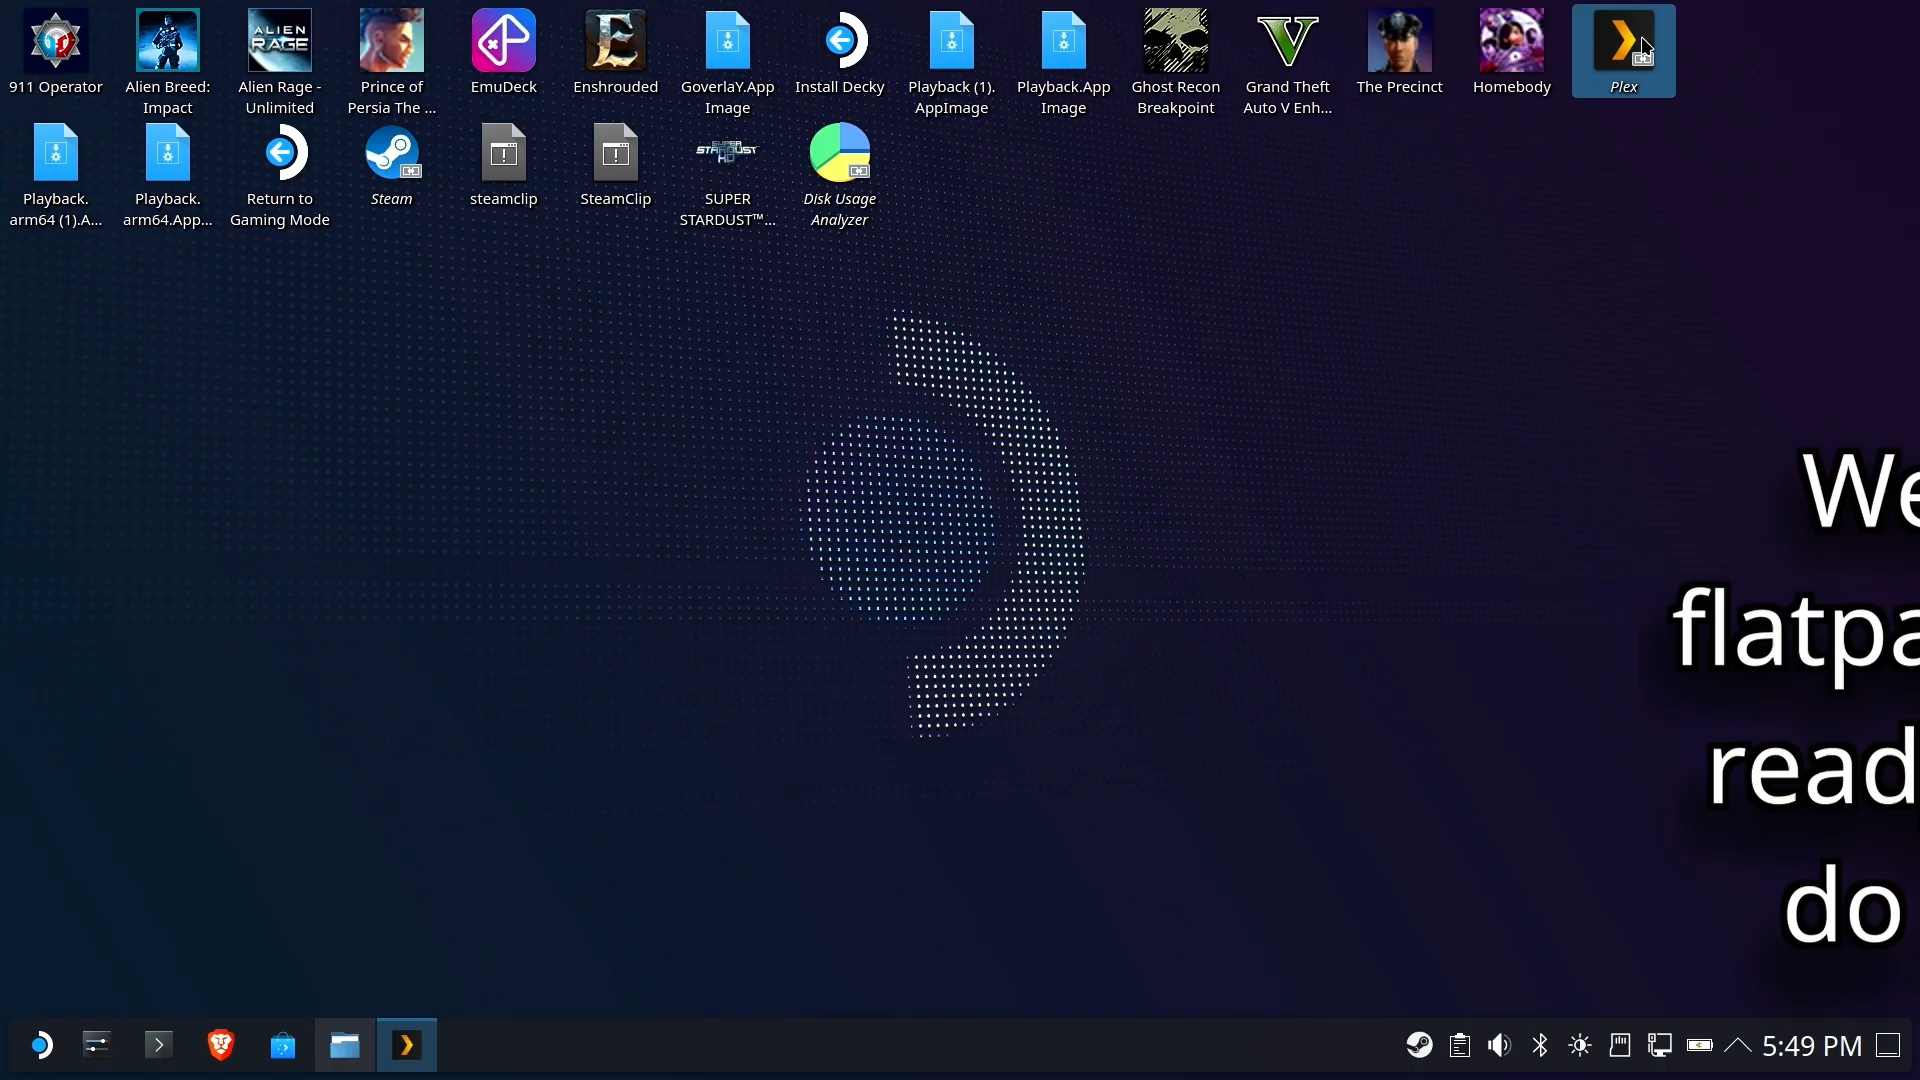 911 Operator
Alien Breed:
Impact
Alien Rage -
Unlimited
Prince of
Persia The ...
EmuDeck
Enshrouded
GoverlaY.App
Image
Install Decky
Playback (1).
AppImage
Playback.App
Image
Ghost Recon
Breakpoint
Grand Theft
Auto V Enh...
The Precinct
Homebody
Plex
ALIEN
RAGE
Playback.
arm64 (1).A...
Playback.
arm64.App...
Return to
Gaming Mode
Steam
steamclip
SteamClip
SUPER
STARDUST™...
Disk Usage
Analyzer
SUPER
STARDUST
HD
We
flatpa
read
do
5:49 PM